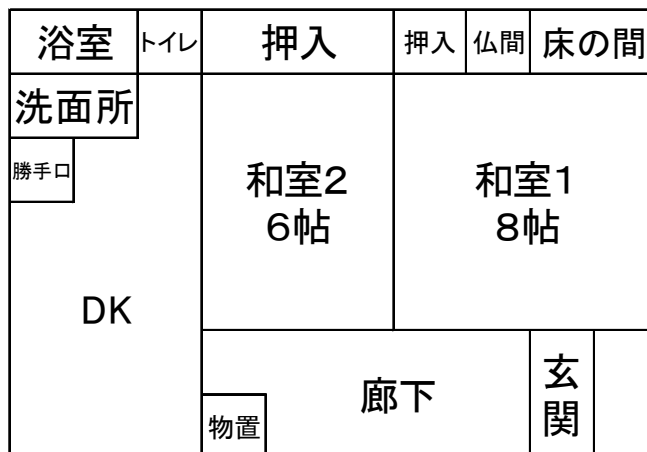 浴室
トイレ
押入
押入
仏間
床の間
洗面所
勝手口
和室2
6帖
和室1
8帖
DK
廊下
玄関
物置